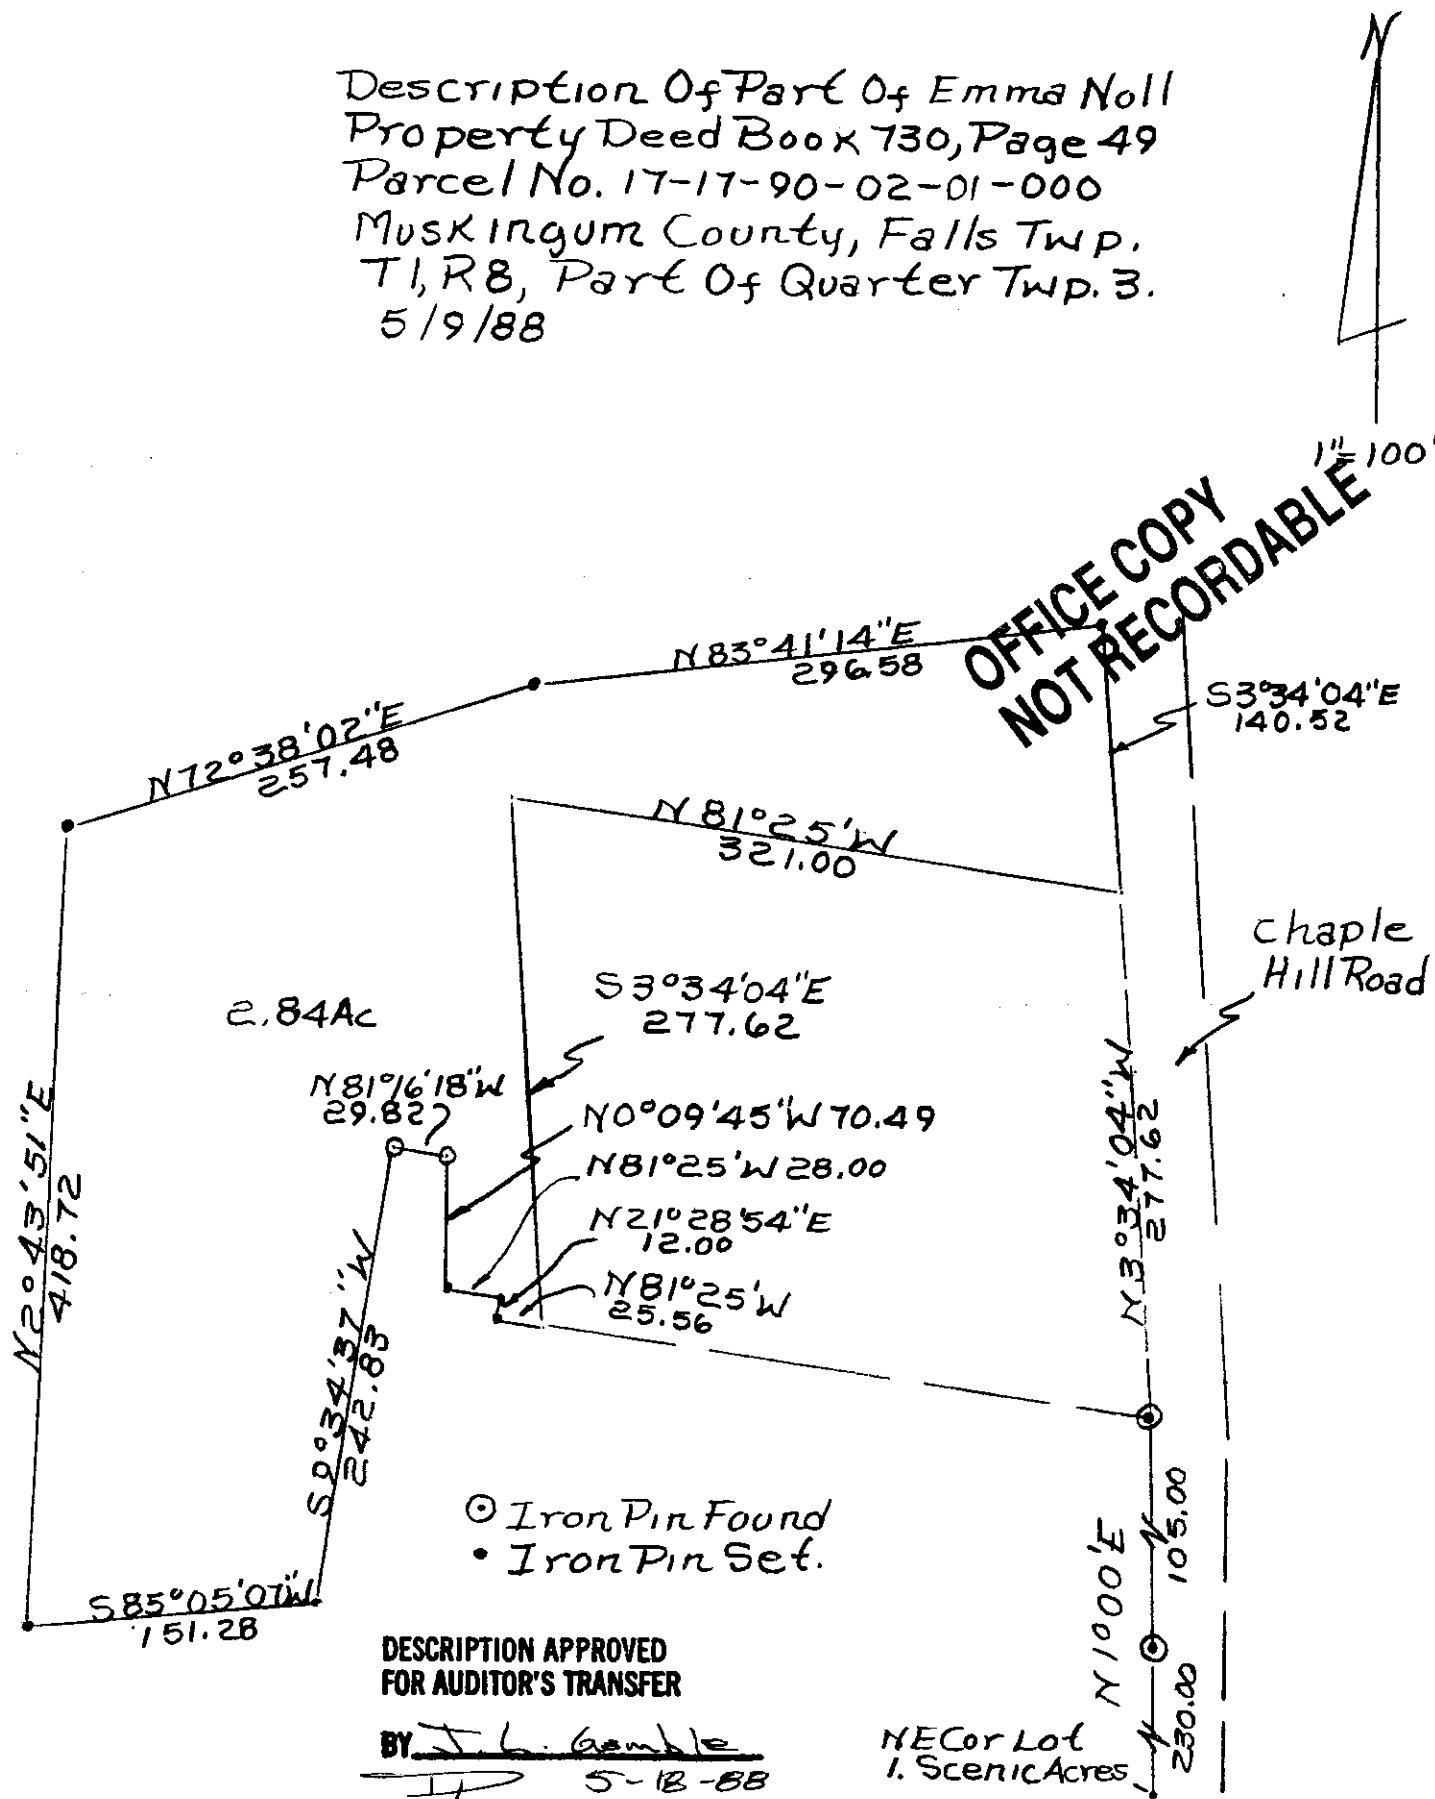 N
Description Of Part Of Emma Noll
Property Deed Book 730, Page 49
Parcel No. 17-17-90-02-01-000
Muskingum County, Falls Twp.
T1, R8, Part Of Quarter Twp. 3.
5/9/88
1"=100'
OFFICE COPY
NOT RECORDABLE
N83°41'14"E
296.58
S3°34'04"E
140.52
N72°38'02"E
257.48
N81°25'W
321.00
Chaple
Hill Road
S3°34'04"E
277.62
2.84Ac
N81°16'18"W
29.82
N0°09'45"W 70.49
N81°25'W 28.00
N21°28'54"E
12.00
N81°25'W
25.56
N3°34'04"W
277.62
N2°43'51"E
418.72
S9°34'37"W
242.83
Iron Pin Found
Iron Pin Set.
S85°05'07"W
151.28
N1°00'E
105.00
230.00
DESCRIPTION APPROVED
FOR AUDITOR'S TRANSFER
BY J. L. Gamble
5-18-88
NE Cor Lot
1. Scenic Acres